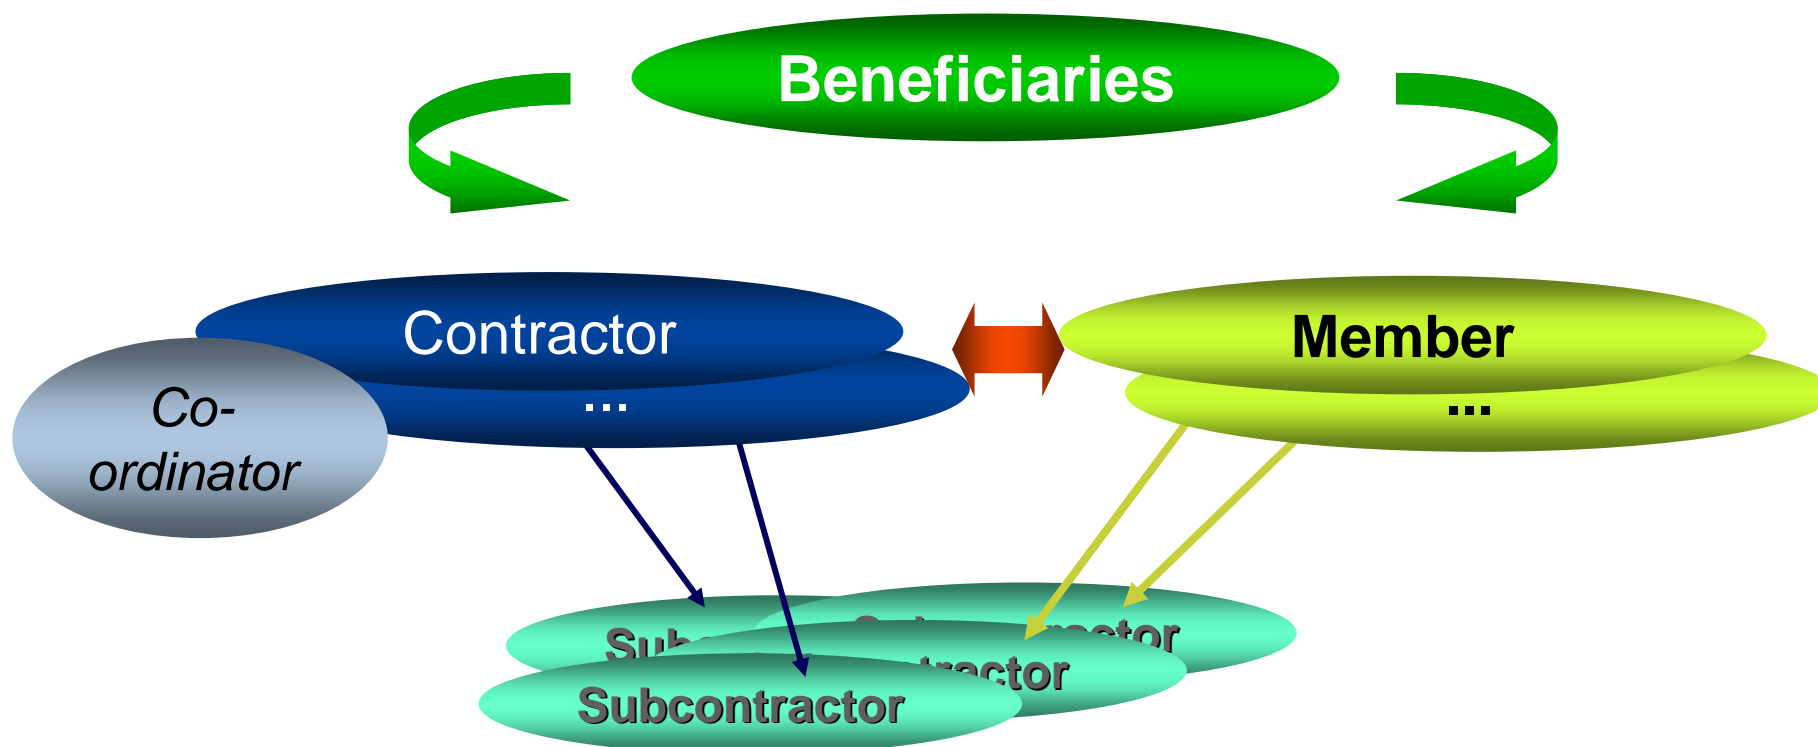 Beneficiaries
Contractor
Member
...
...
Co-
ordinator
Subcontractor